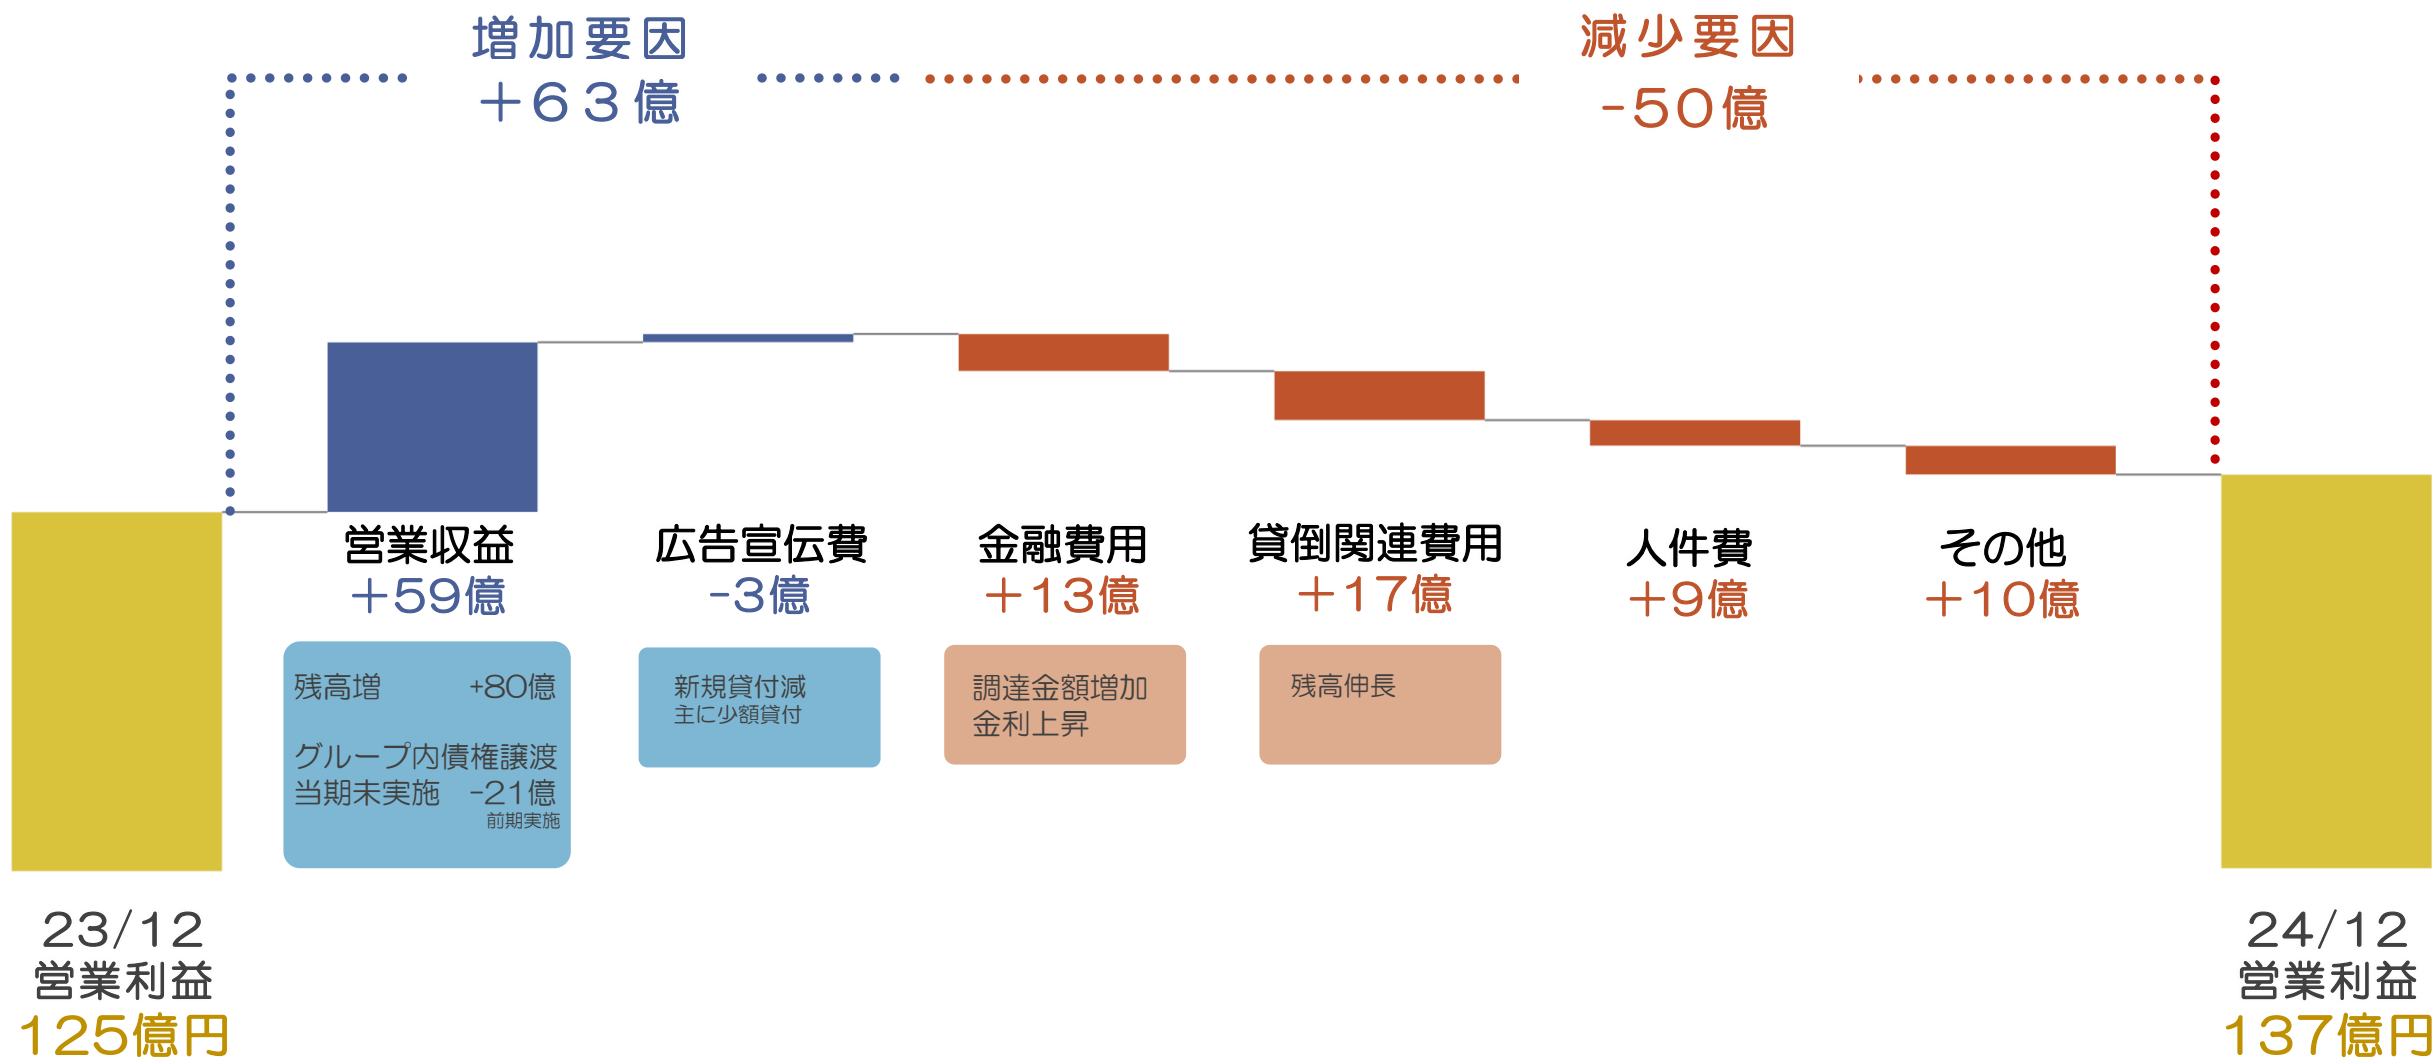 増加要因
＋６３億
減少要因
-50億
営業収益
＋59億
広告宣伝費
-3億
金融費用
＋13億
貸倒関連費用
＋17億
人件費
＋9億
その他
＋10億
残高増 +80億
グループ内債権譲渡
当期未実施 -21億
前期実施
新規貸付減
主に少額貸付
調達金額増加
金利上昇
残高伸長
23/12
営業利益
125億円
24/12
営業利益
137億円